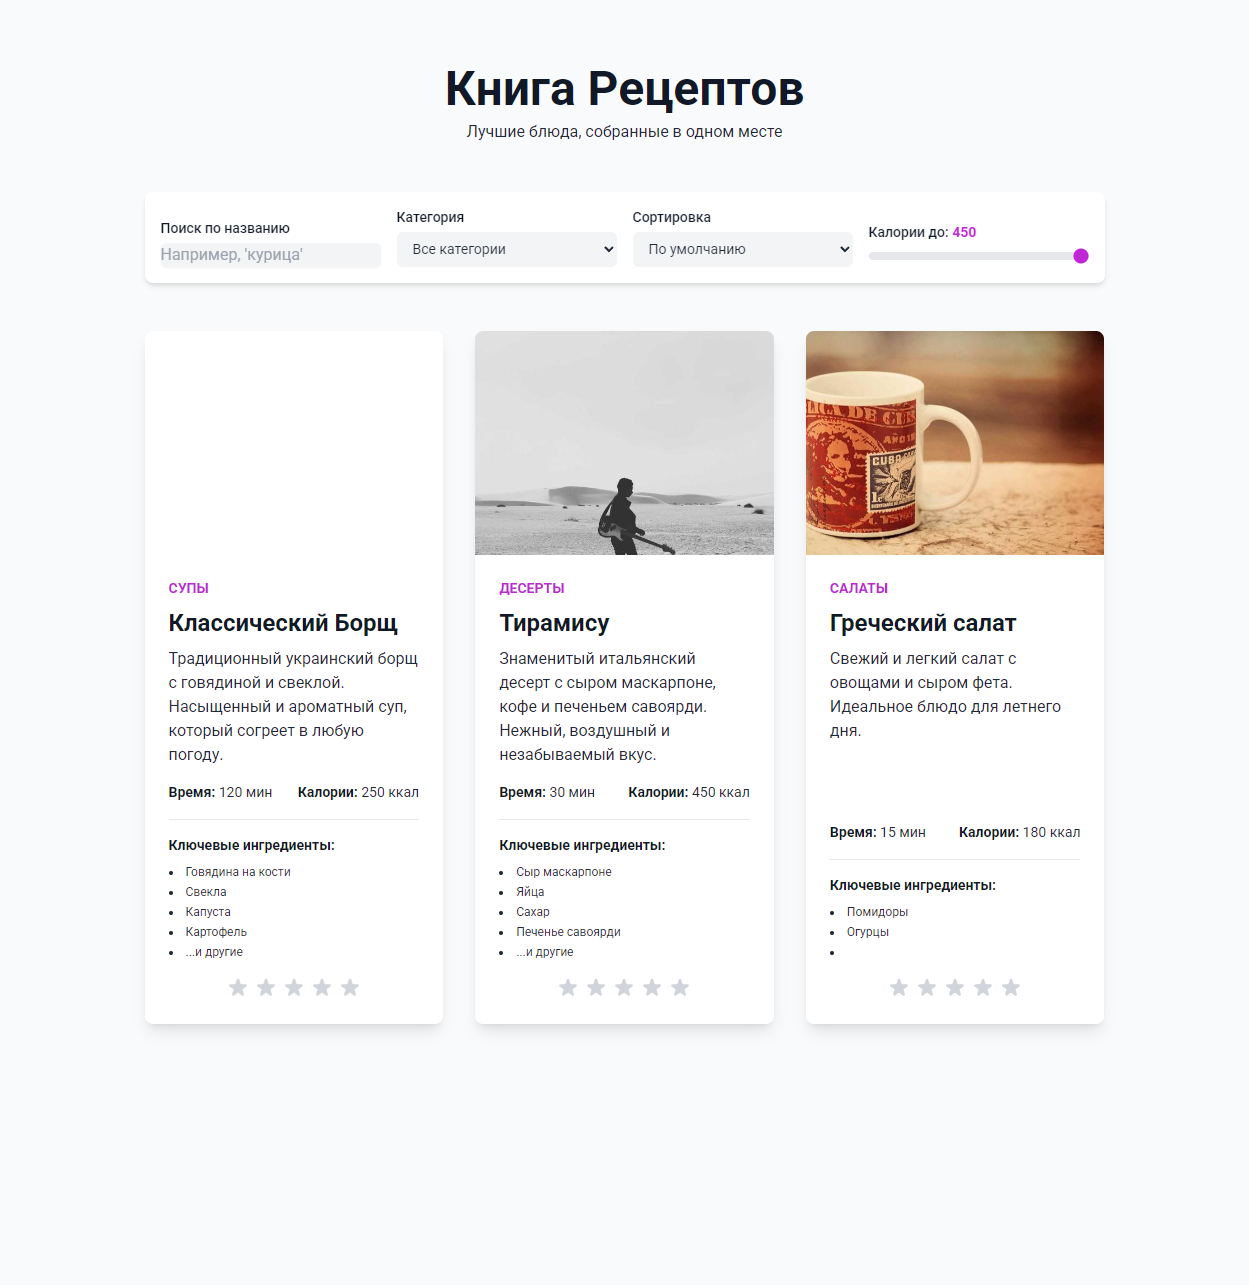 Книга Рецептов
Лучшие блюда, собранные в одном месте
Поиск по названию
Например, 'курица'
Категория
Все категории
Сортировка
По умолчанию
Калории до: 450
СУПЫ
Классический Борщ
Традиционный украинский борщ
с говядиной и свеклой.
Насыщенный и ароматный суп,
который согреет в любую
погоду.
Время: 120 мин
Калории: 250 ккал
Ключевые ингредиенты:
Говядина на кости
Свекла
Капуста
Картофель
...и другие
ДЕСЕРТЫ
Тирамису
Знаменитый итальянский
десерт с сыром маскарпоне,
кофе и печеньем савоярди.
Нежный, воздушный и
незабываемый вкус.
Время: 30 мин
Калории: 450 ккал
Ключевые ингредиенты:
Сыр маскарпоне
Яйца
Сахар
Печенье савоярди
...и другие
CUBA
САЛАТЫ
Греческий салат
Свежий и легкий салат с
овощами и сыром фета.
Идеальное блюдо для летнего
дня.
Время: 15 мин
Калории: 180 ккал
Ключевые ингредиенты:
Помидоры
Огурцы